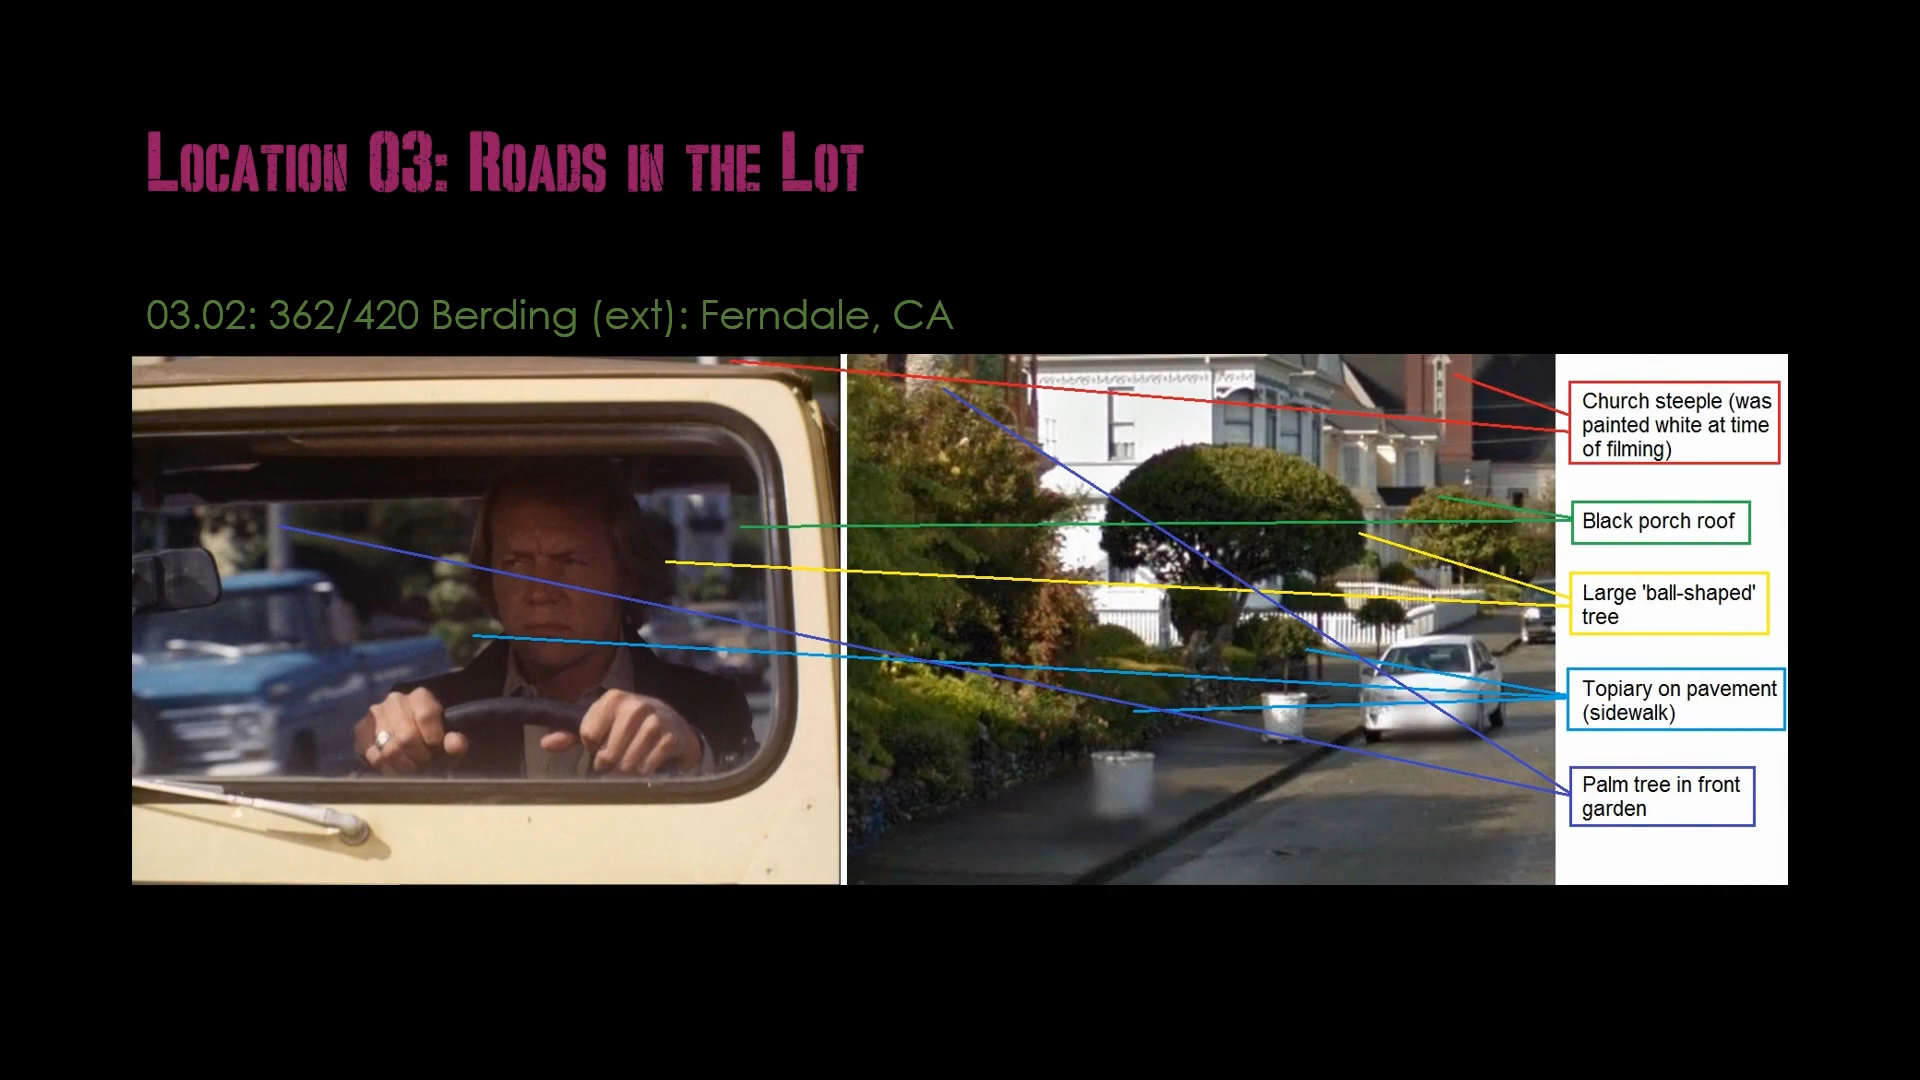 Location 03: Roads in the Lot
03.02: 362/420 Berding (ext): Ferndale, CA
Church steeple (was
painted white at time
of filming)
Black porch roof
Large 'ball-shaped'
tree
Topiary on pavement
(sidewalk)
Palm tree in front
garden